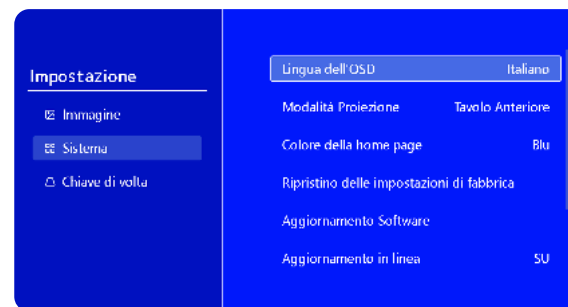 Impostazione
Immagine
Sistema
Chiave di volta
Lingua dell'OSD Italiano
Modalità Proiezione Tavolo Anteriore
Colore della home page Blu
Ripristino delle impostazioni di fabbrica
Aggiornamento Software
Aggiornamento in linea SU